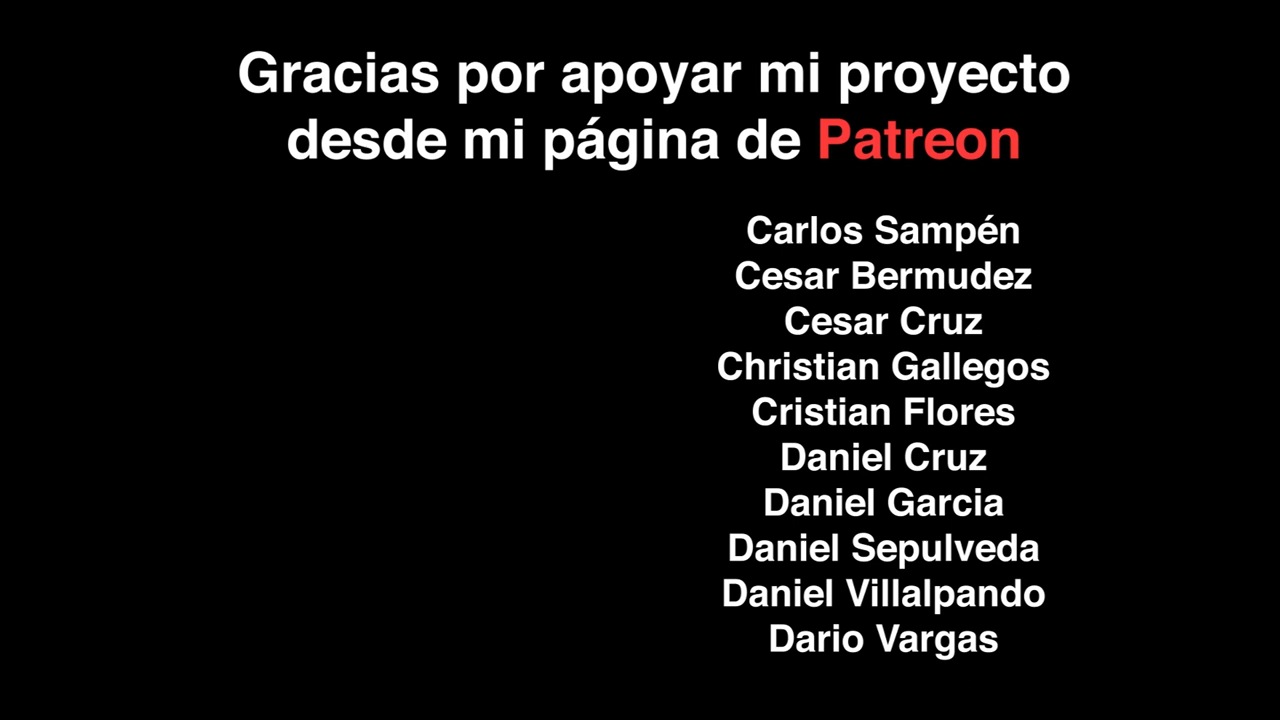 Gracias por apoyar mi proyecto
desde mi página de Patreon
Carlos Sampén
Cesar Bermudez
Cesar Cruz
Christian Gallegos
Cristian Flores
Daniel Cruz
Daniel Garcia
Daniel Sepulveda
Daniel Villalpando
Dario Vargas